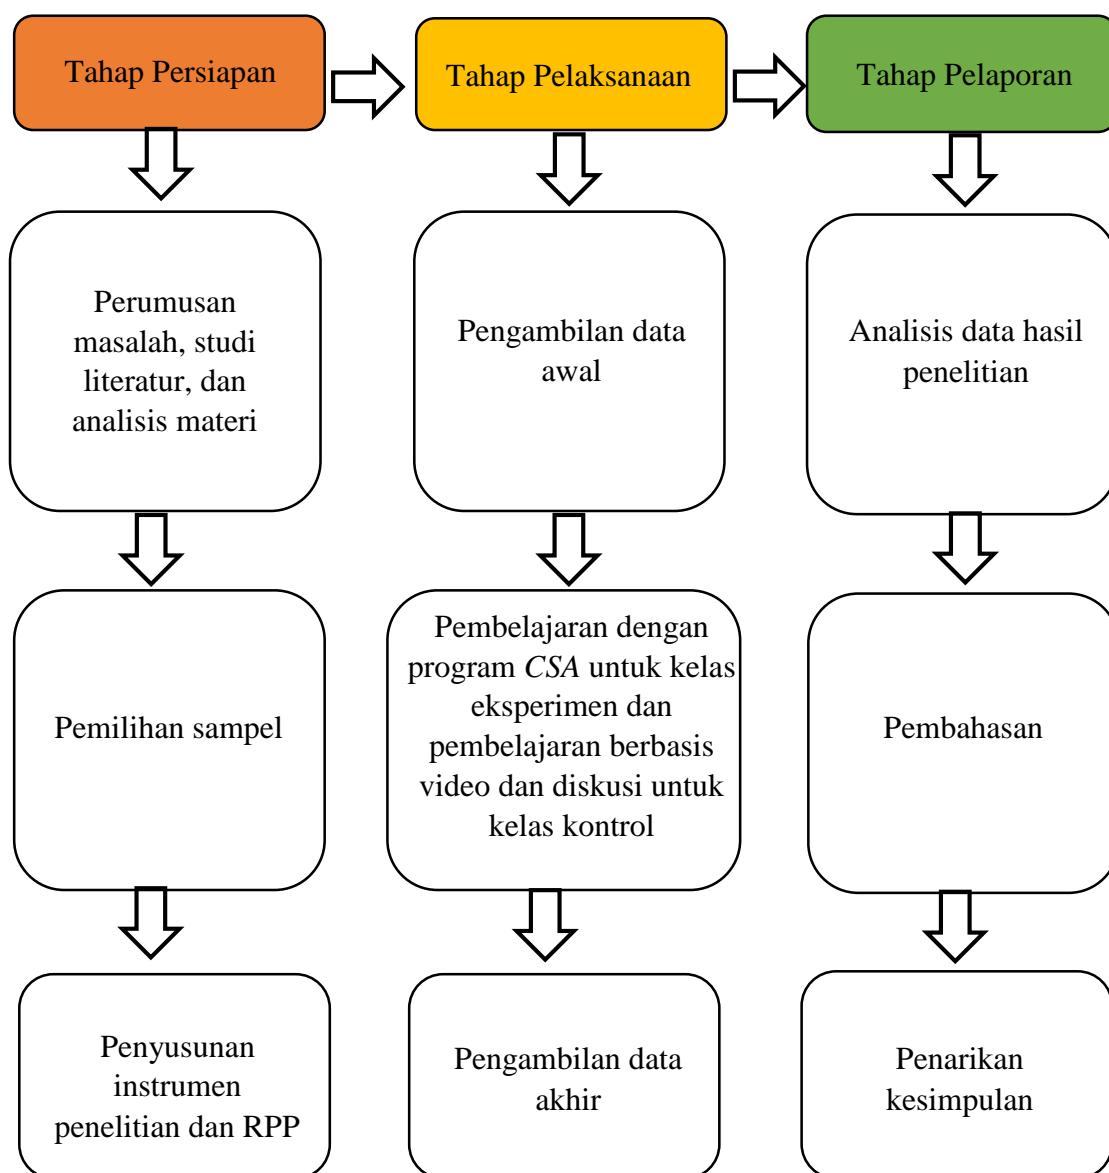 Tahap Persiapan
Tahap Pelaksanaan
Tahap Pelaporan
Perumusan
masalah, studi
literatur, dan
analisis materi
Pengambilan data
awal
Analisis data hasil
penelitian
Pemilihan sampel
Pembelajaran dengan
program CSA untuk kelas
eksperimen dan
pembelajaran berbasis
video dan diskusi untuk
kelas kontrol
Pembahasan
Penyusunan
instrumen
penelitian dan RPP
Pengambilan data
akhir
Penarikan
kesimpulan